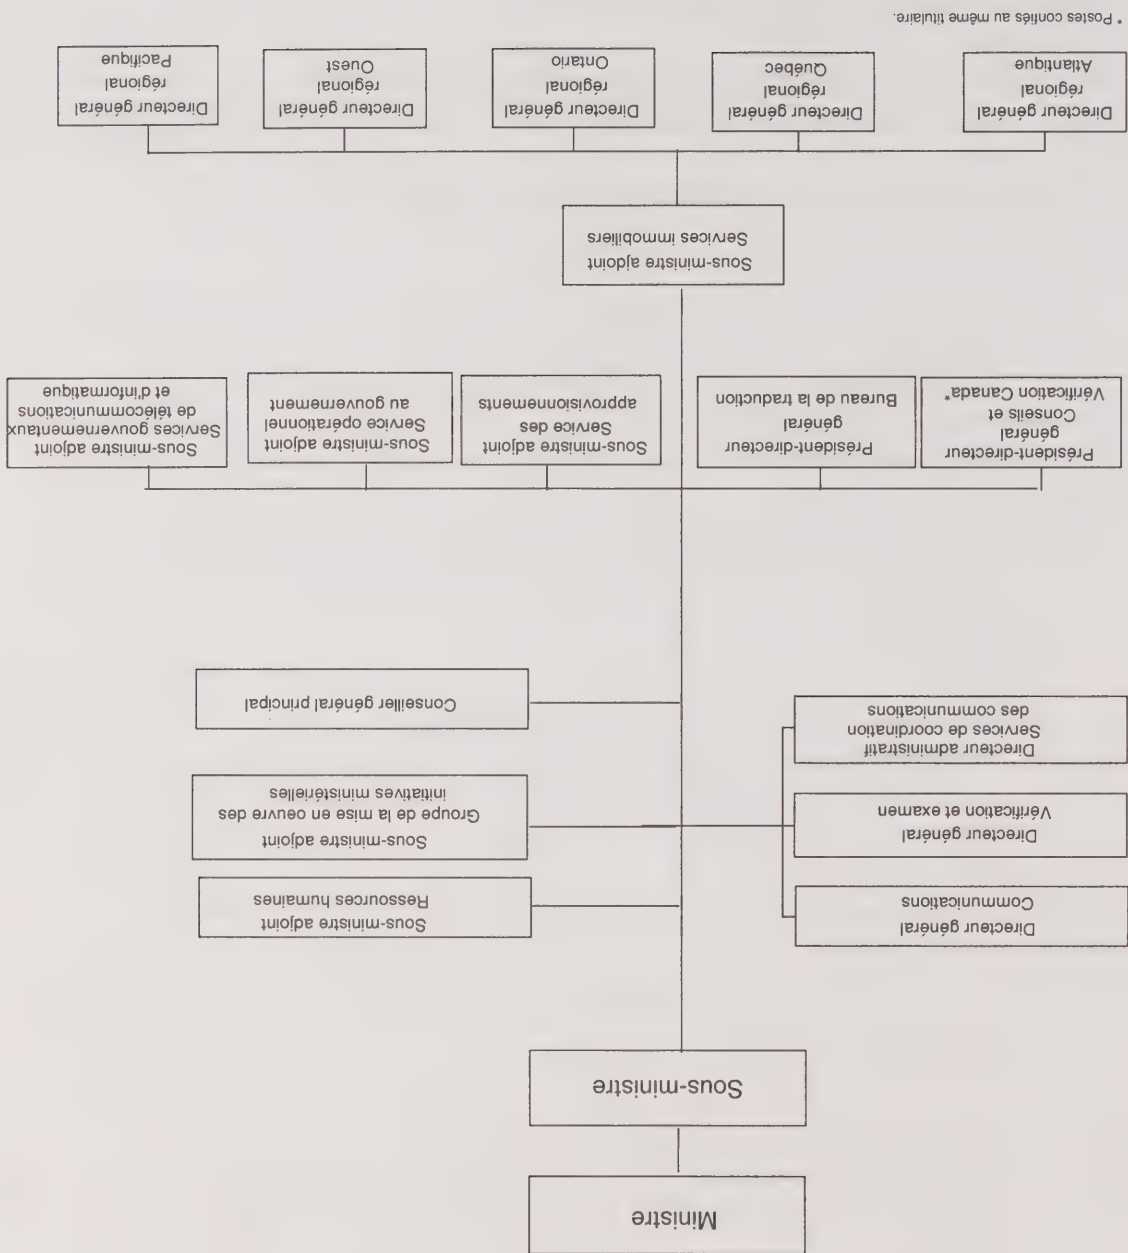 Ministre
Sous-ministre
Directeur général
Communications
Directeur général
Vérification et examen
Directeur administratif
Services de coordination
des communications
Sous-ministre adjoint
Ressources humaines
Sous-ministre adjoint
Groupe de la mise en oeuvre des
initiatives ministérielles
Conseiller général principal
Président-directeur
général
Conseils et
Vérification Canada*
Président-directeur
général
Bureau de la traduction
Sous-ministre adjoint
Service des
approvisionnements
Sous-ministre adjoint
Service opérationnel
au gouvernement
Sous-ministre adjoint
Services gouvernementaux
de télécommunications
et d'informatique
Sous-ministre ajdoint
Services immobiliers
Directeur général
régional
Atlantique
Directeur général
régional
Québec
Directeur général
régional
Ontario
Directeur général
régional
Ouest
Directeur général
régional
Pacifique
* Postes confiés au même titulaire.